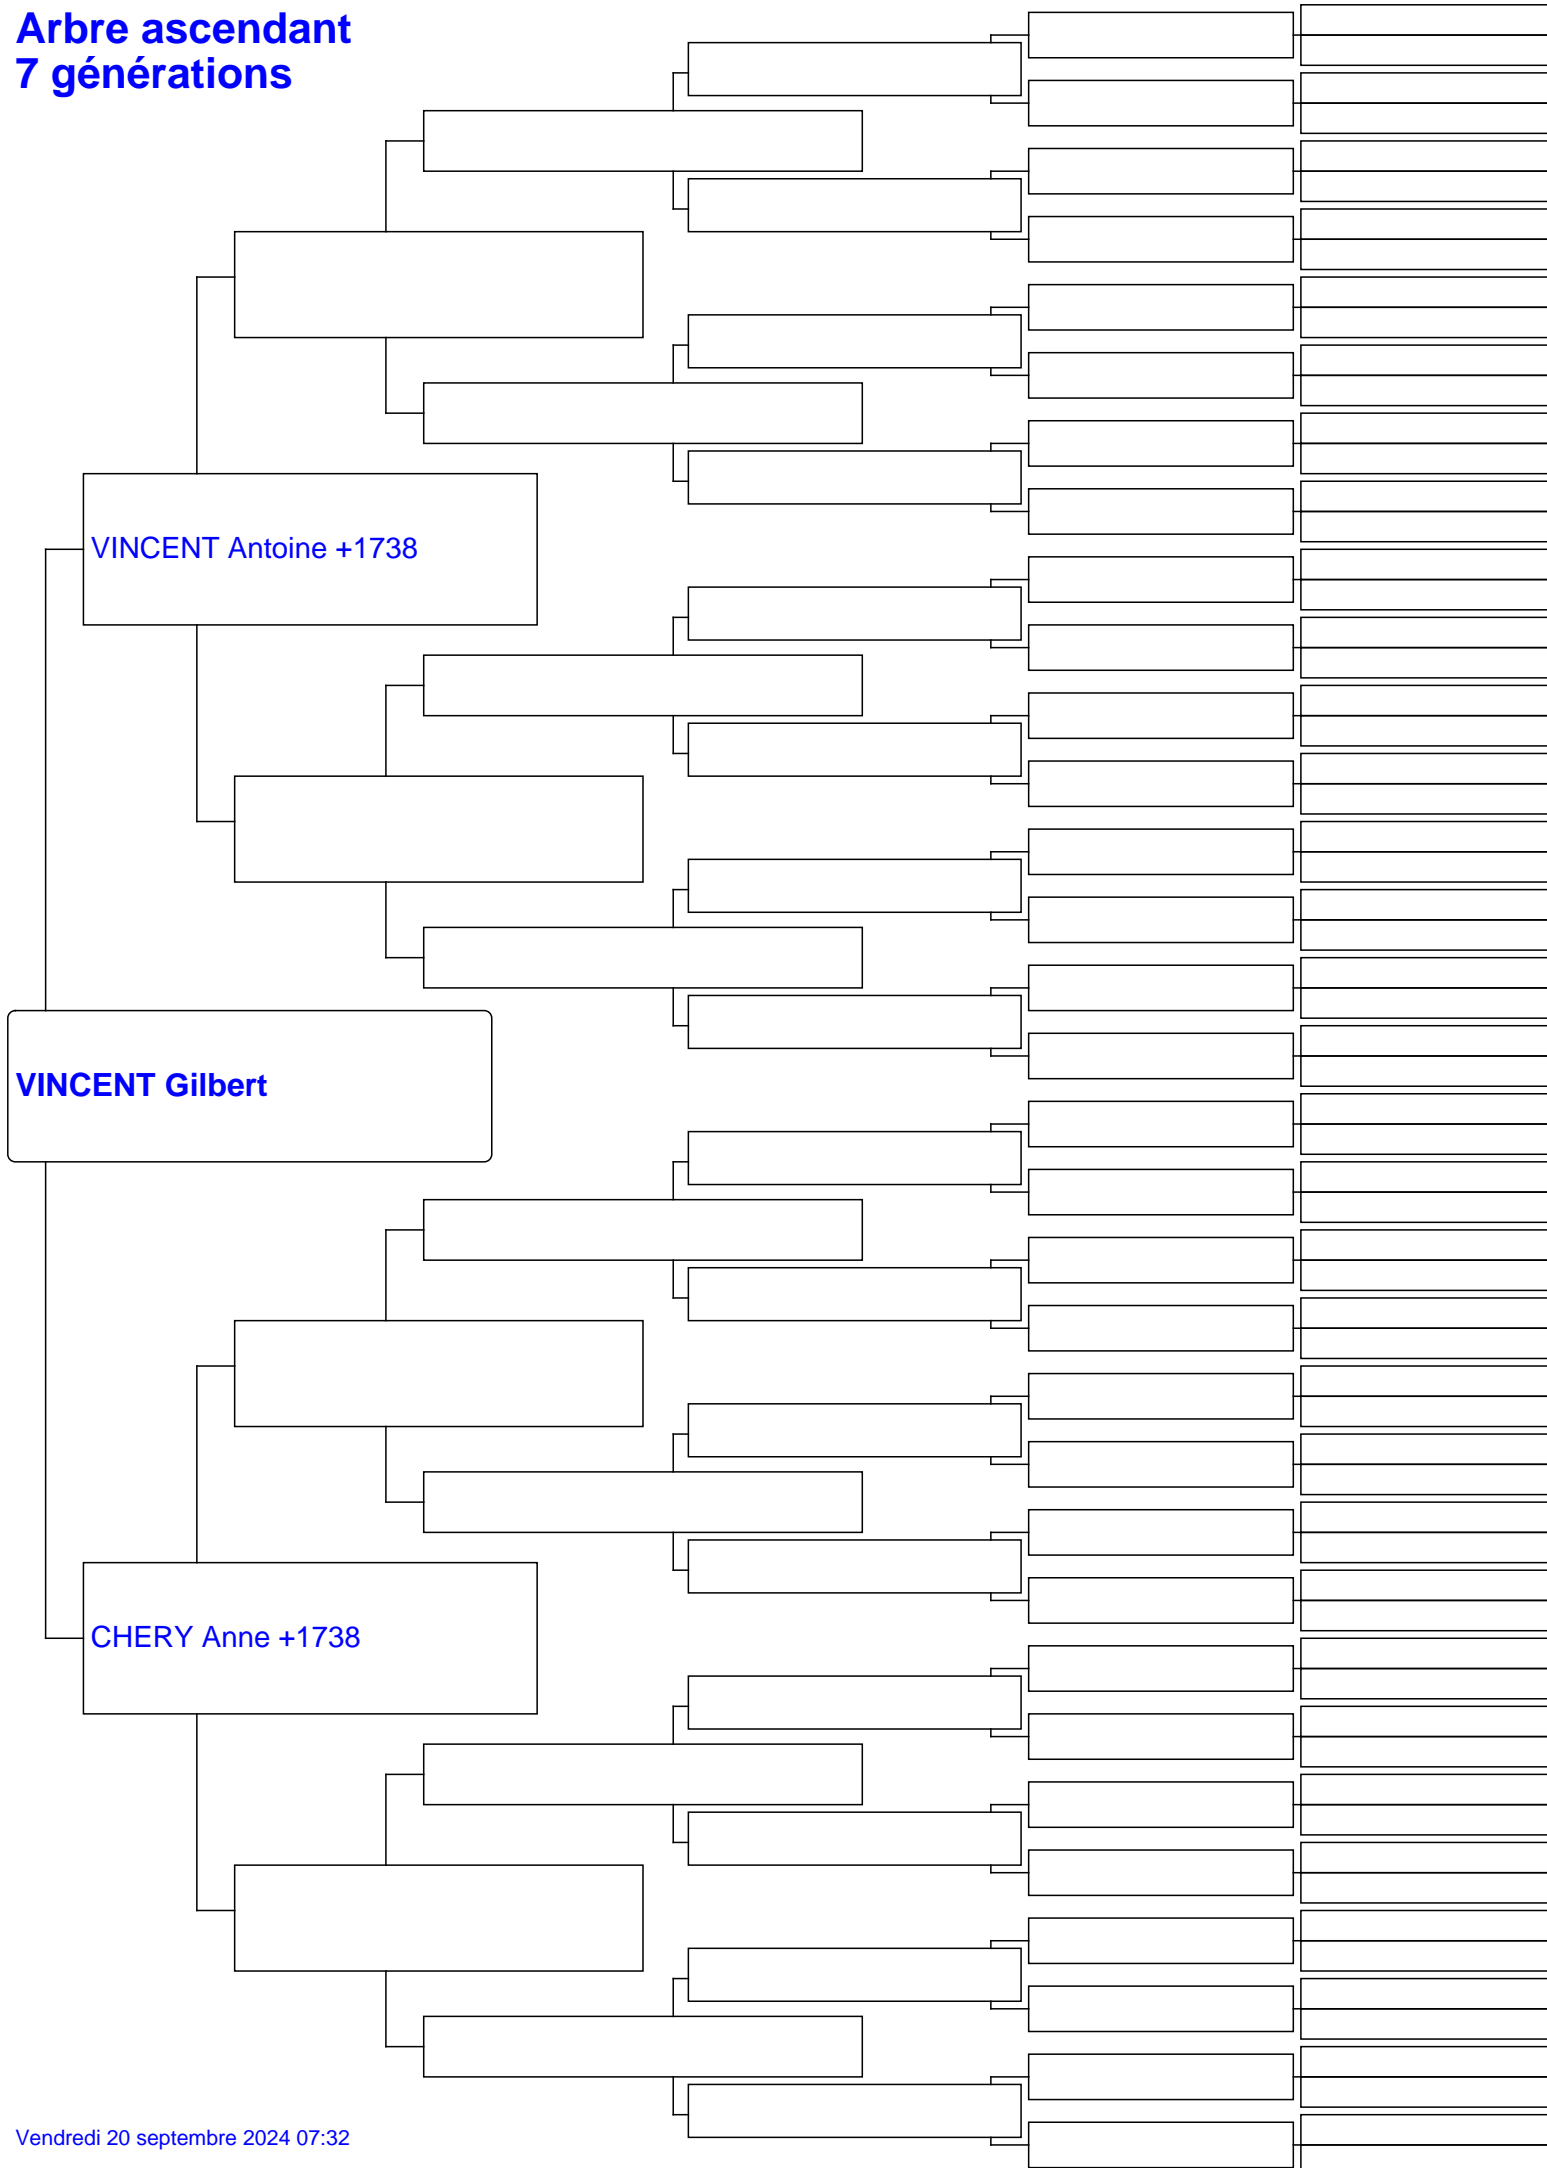 Arbre ascendant
7 générations
VINCENT Antoine +1738
VINCENT Gilbert
CHERY Anne +1738
Vendredi 20 septembre 2024 07:32